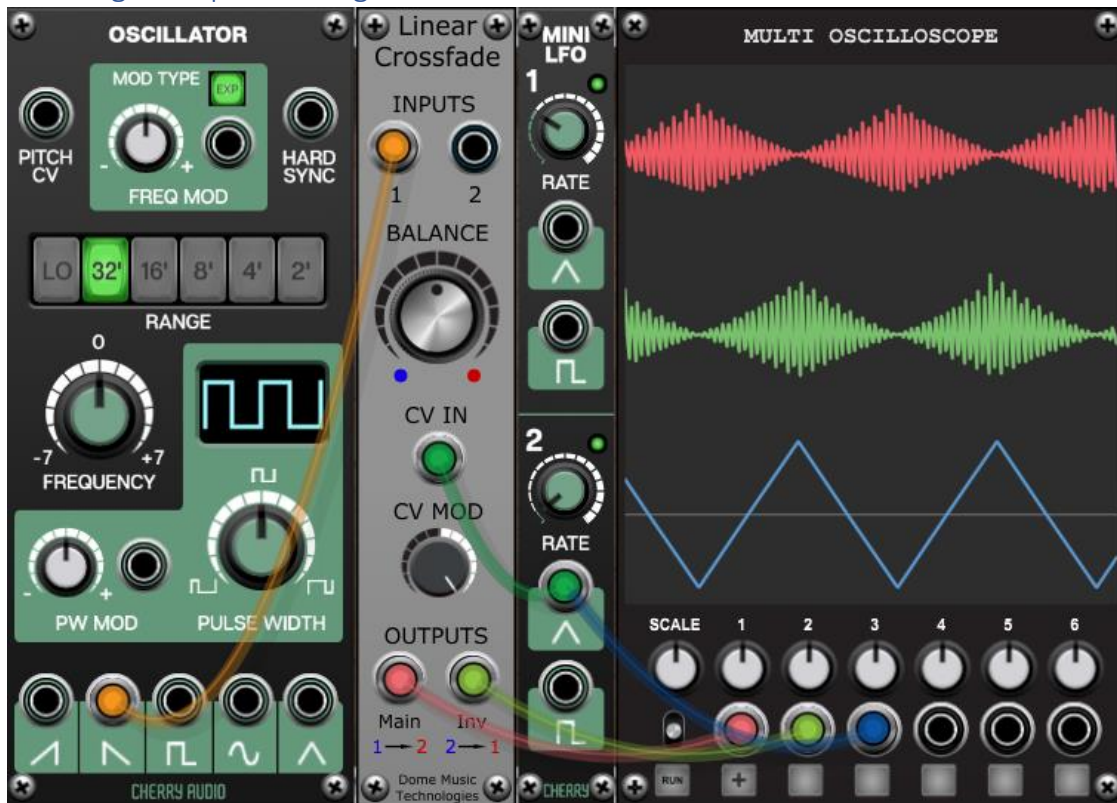 OSCILLATOR
MOD TYPE
EXP
PITCH
CV
HARD
SYNC
- +
FREQ MOD
LO 32' 16' 8' 4' 2'
RANGE
0
-7 +7
FREQUENCY
- +
PW MOD
PULSE WIDTH
CHERRY AUDIO
Linear
Crossfade
INPUTS
1 2
BALANCE
CV IN
CV MOD
OUTPUTS
Main Inv
1→2 2→1
Dome Music
Technologies
MINI
LFO
1
RATE
2
RATE
CHERRY
MULTI OSCILLOSCOPE
SCALE 1 2 3 4 5 6
RUN +